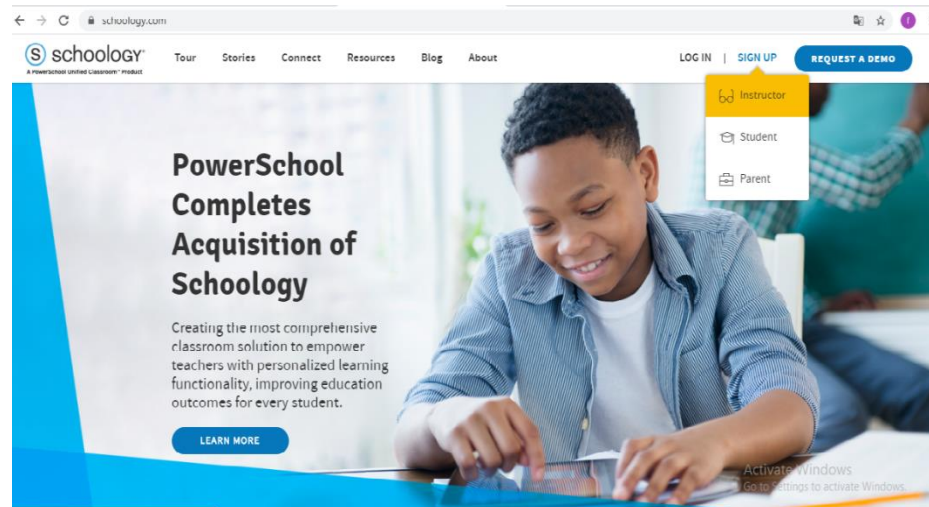 schoology.com
S schoology
A PowerSchool Unified Classroom™ Product
Tour Stories Connect Resources Blog About
LOG IN | SIGN UP
REQUEST A DEMO
Instructor
Student
Parent
PowerSchool
Completes
Acquisition of
Schoology
Creating the most comprehensive
classroom solution to empower
teachers with personalized learning
functionality, improving education
outcomes for every student.
LEARN MORE
Activate Windows
Go to Settings to activate Windows.